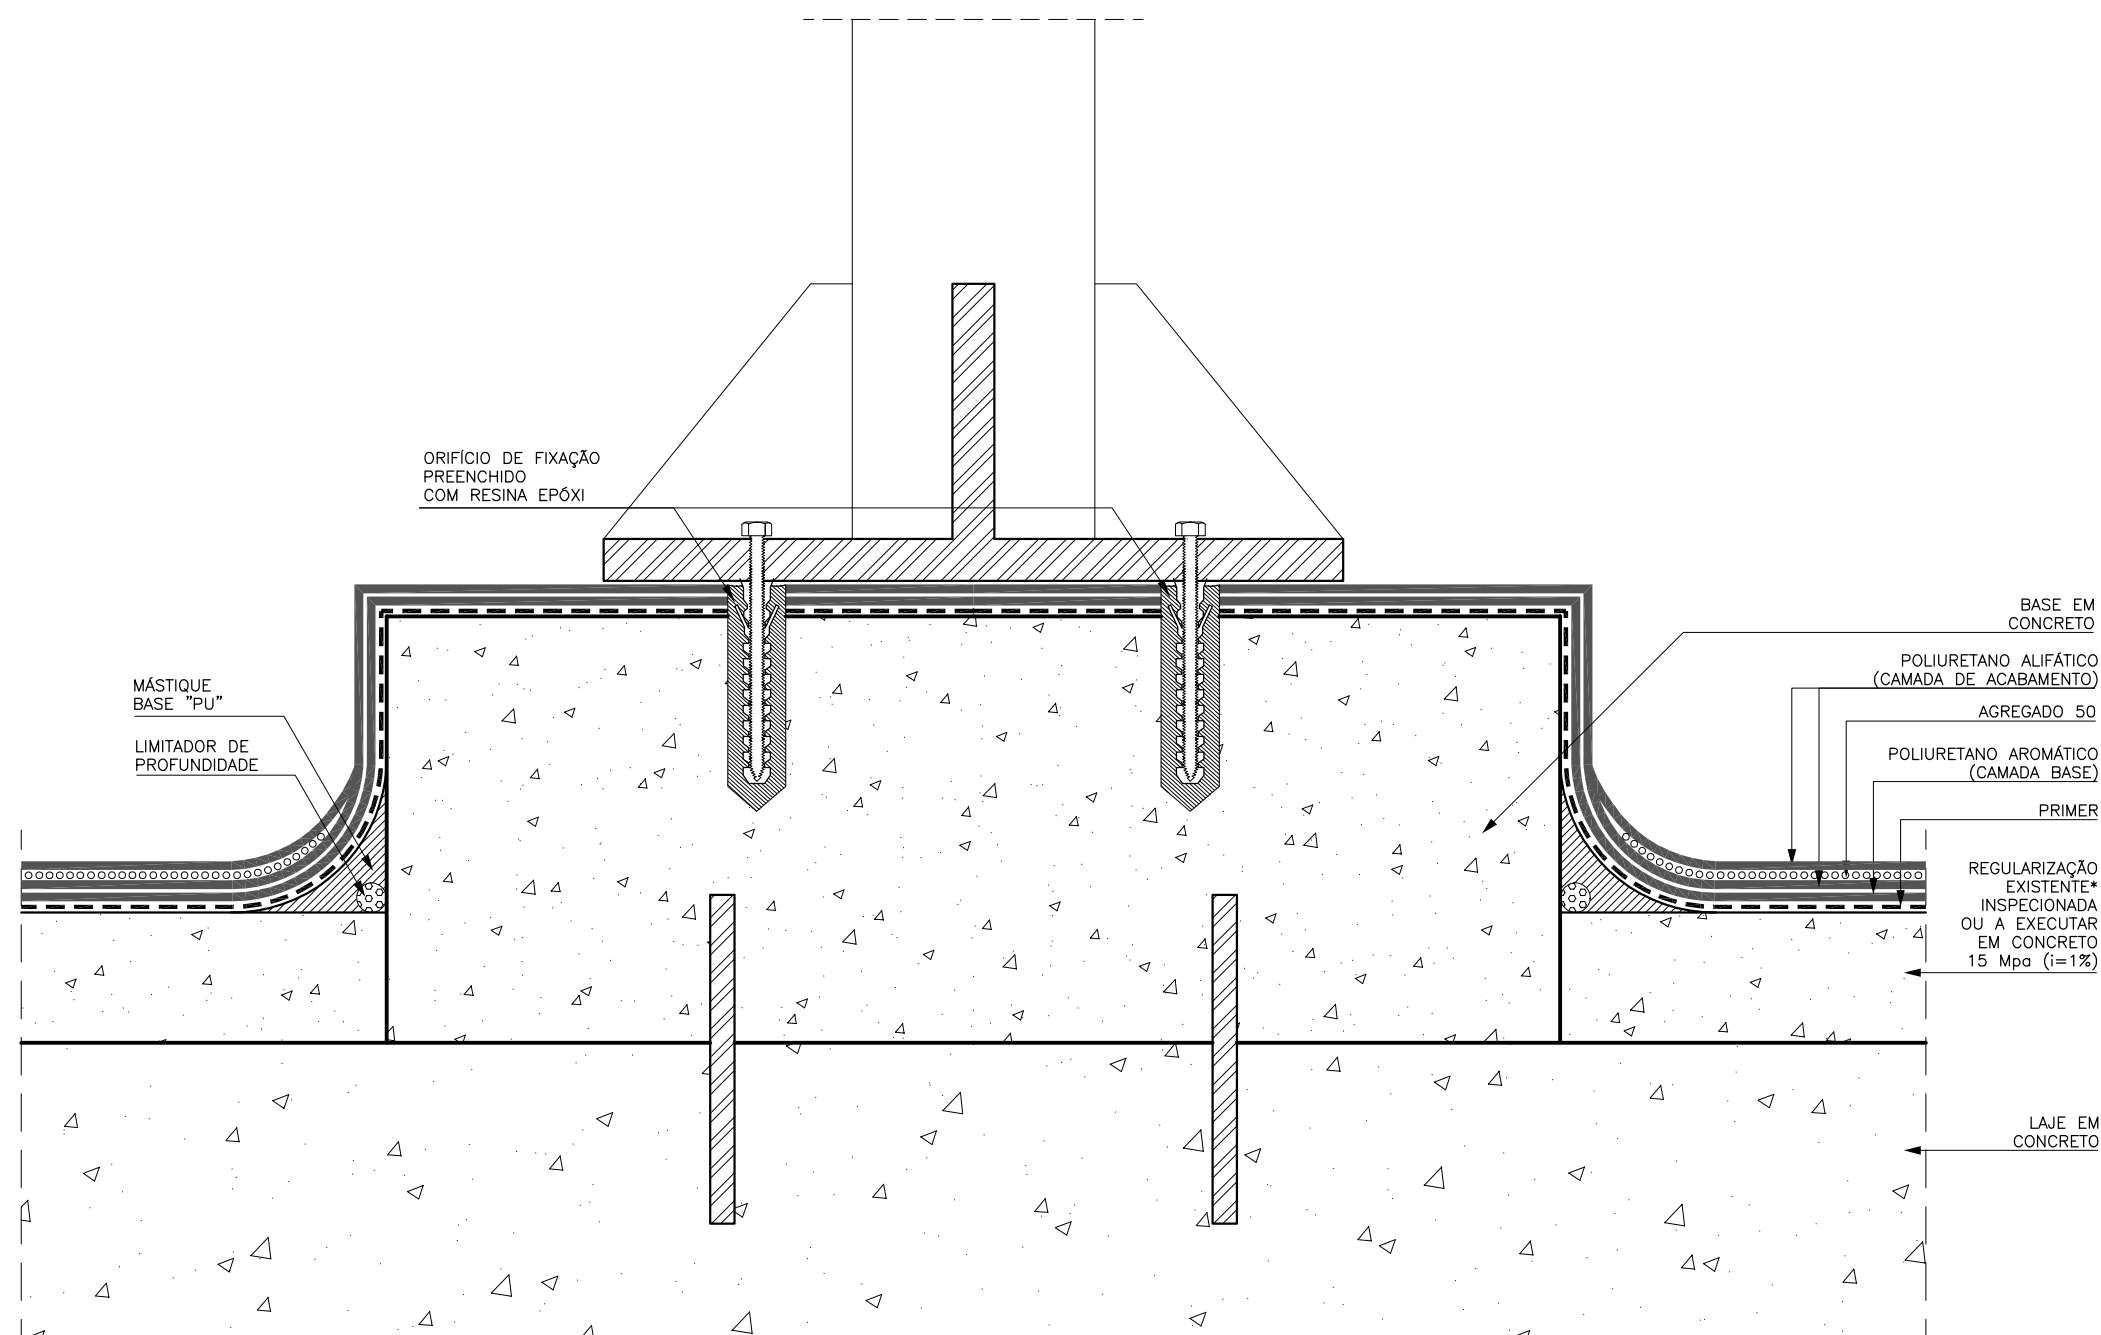 ORIFÍCIO DE FIXAÇÃO
PREENCHIDO
COM RESINA EPÓXI
MÁSTIQUE
BASE "PU"
LIMITADOR DE
PROFUNDIDADE
BASE EM
CONCRETO
POLIURETANO ALIFÁTICO
(CAMADA DE ACABAMENTO)
AGREGADO 50
POLIURETANO AROMÁTICO
(CAMADA BASE)
PRIMER
REGULARIZAÇÃO
EXISTENTE*
INSPECIONADA
OU A EXECUTAR
EM CONCRETO
15 Mpa (i=1%)
LAJE EM
CONCRETO